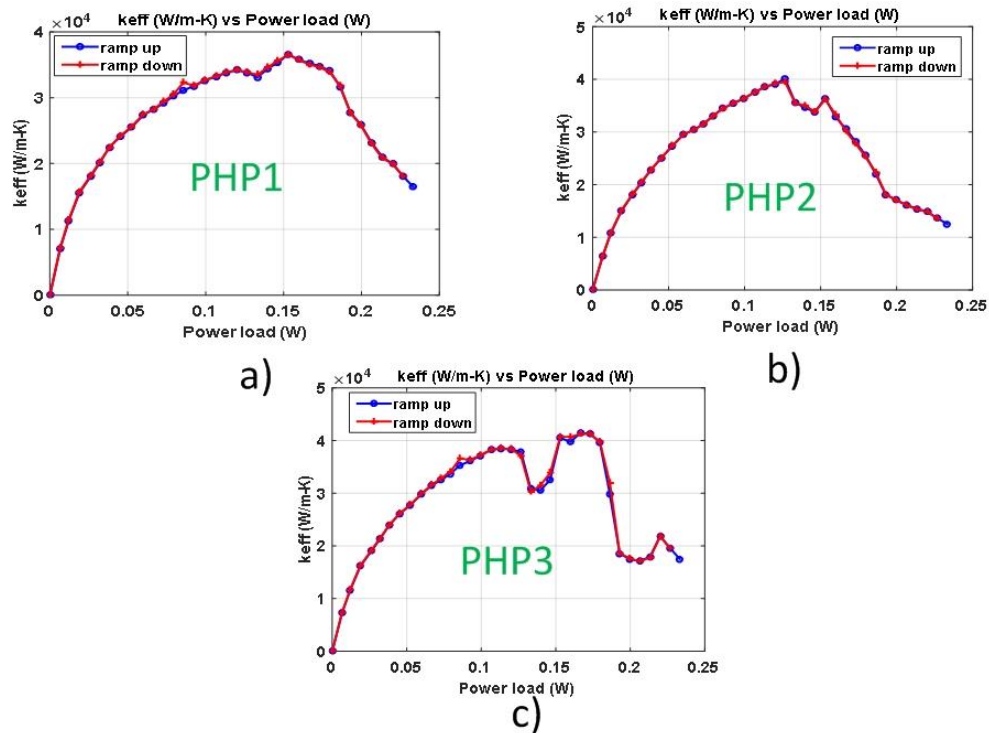 keff (W/m-K) vs Power load (W)
×10⁴
ramp up
ramp down
4
3
2
1
0
keff (W/m-K)
PHP1
0 0.05 0.1 0.15 0.2 0.25
Power load (W)
a)
keff (W/m-K) vs Power load (W)
×10⁴
ramp up
ramp down
5
4
3
2
1
0
keff (W/m-K)
PHP2
0 0.05 0.1 0.15 0.2 0.25
Power load (W)
b)
keff (W/m-K) vs Power load (W)
×10⁴
ramp up
ramp down
5
4
3
2
1
0
keff (W/m-K)
PHP3
0 0.05 0.1 0.15 0.2 0.25
Power load (W)
c)